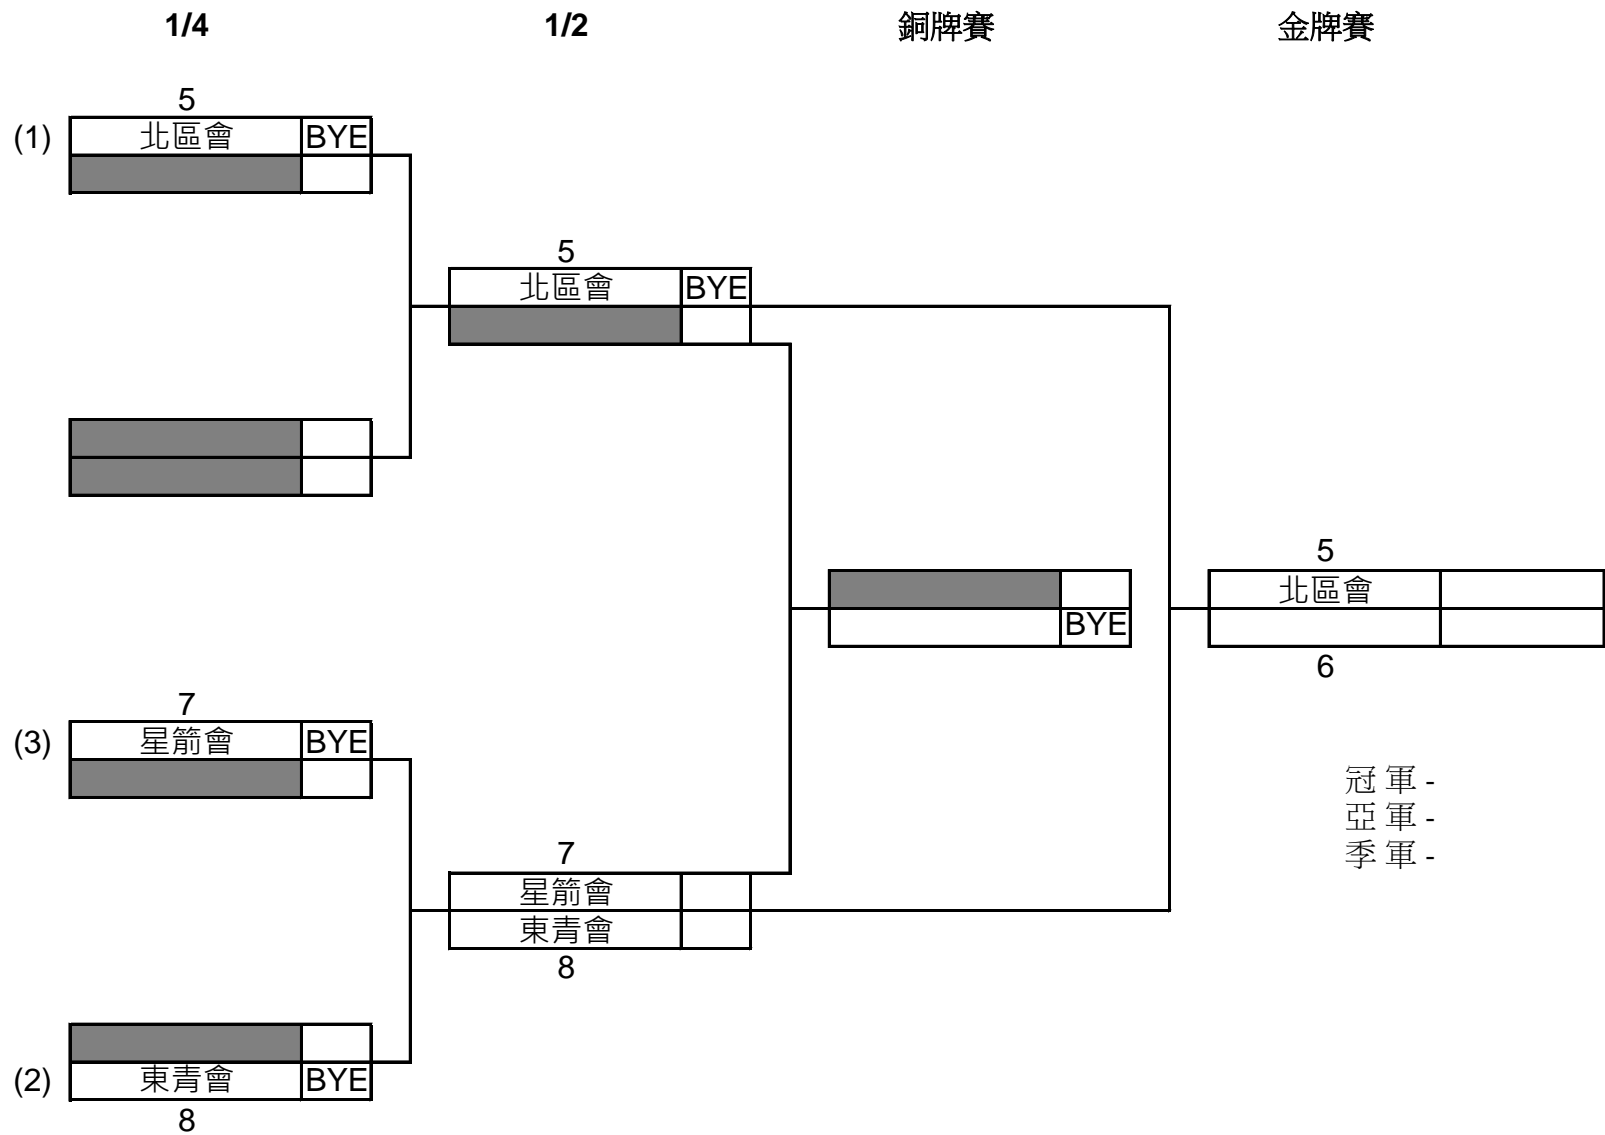 1/4 1/2 銅牌賽 金牌賽
5
(1) 北區會 BYE
5
北區會 BYE
5
北區會
BYE
6
7
(3) 星箭會 BYE
冠 軍 -
亞 軍 -
季 軍 -
7
星箭會
東青會
8
(2) 東青會 BYE
8